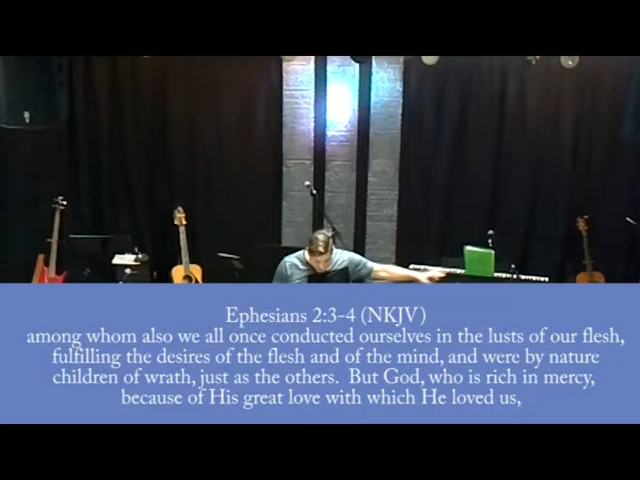 Ephesians 2:3-4 (NKJV)
among whom also we all once conducted ourselves in the lusts of our flesh,
fulfilling the desires of the flesh and of the mind, and were by nature
children of wrath, just as the others.  But God, who is rich in mercy,
because of His great love with which He loved us,